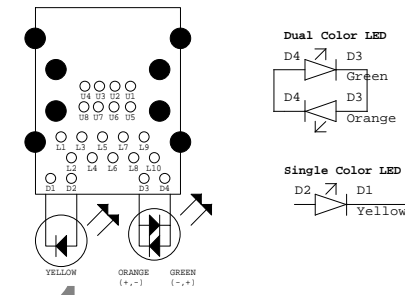 U4 U3 U2 U1
U8 U7 U6 U5
L1 L3 L5 L7 L9
L2 L4 L6 L8 L10
D1 D2 D3 D4
YELLOW ORANGE GREEN
(+,-) (-,+)
Dual Color LED
D4 D3
Green
D4 D3
Orange
Single Color LED
D2 D1
Yellow